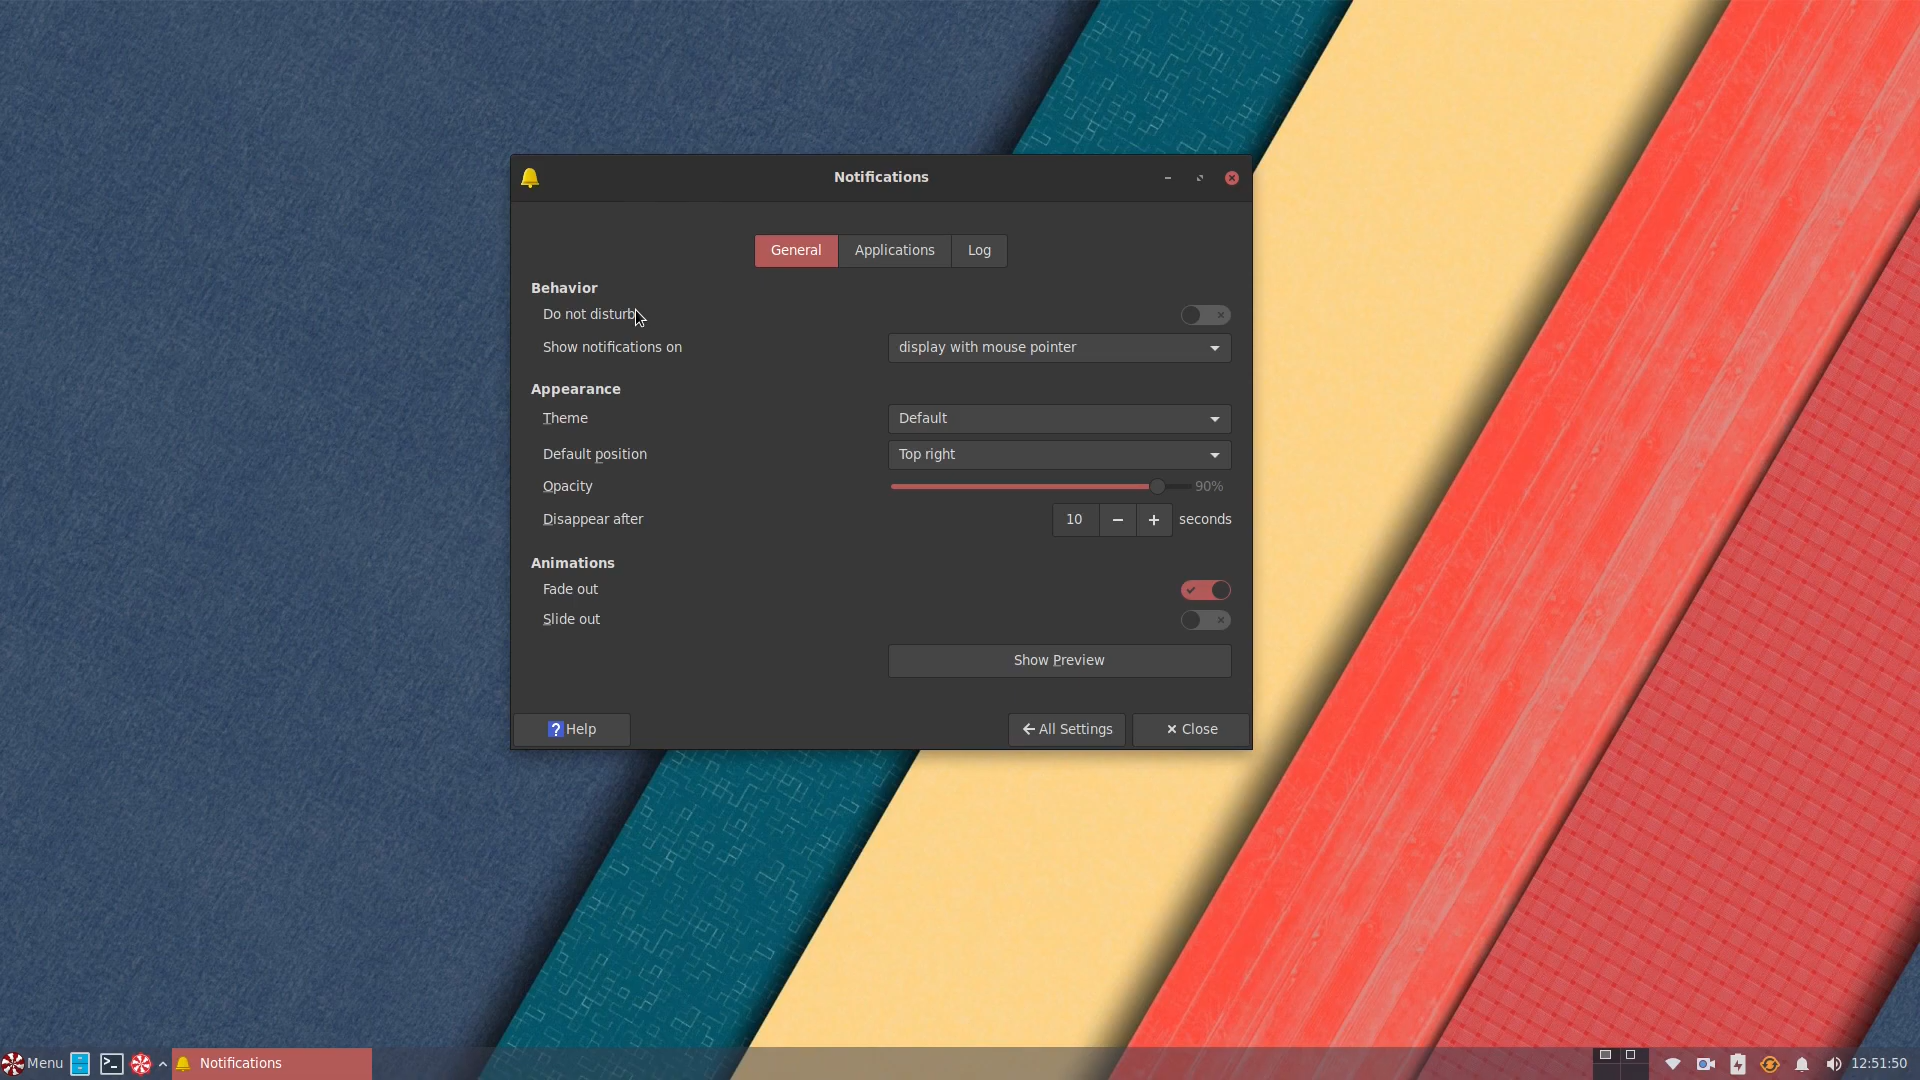 Notifications
General Applications Log
Behavior
Do not disturb
Show notifications on display with mouse pointer
Appearance
Theme Default
Default position Top right
Opacity 90%
Disappear after 10 seconds
Animations
Fade out
Slide out
Show Preview
Help All Settings Close
Menu Notifications 12:51:50